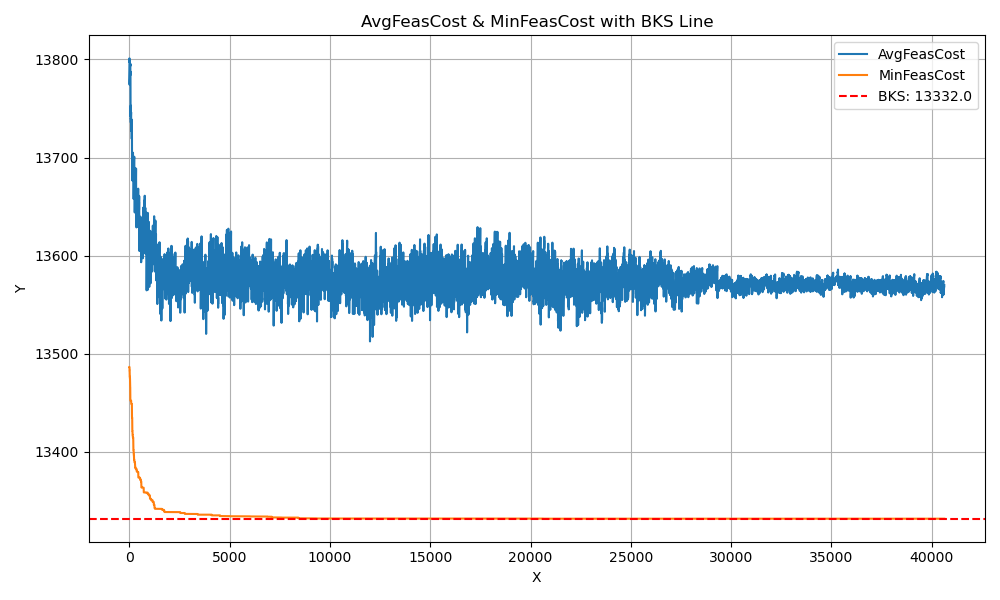 AvgFeasCost & MinFeasCost with BKS Line
AvgFeasCost
MinFeasCost
BKS: 13332.0
13800
13700
13600
13500
13400
Y
0 5000 10000 15000 20000 25000 30000 35000 40000
X